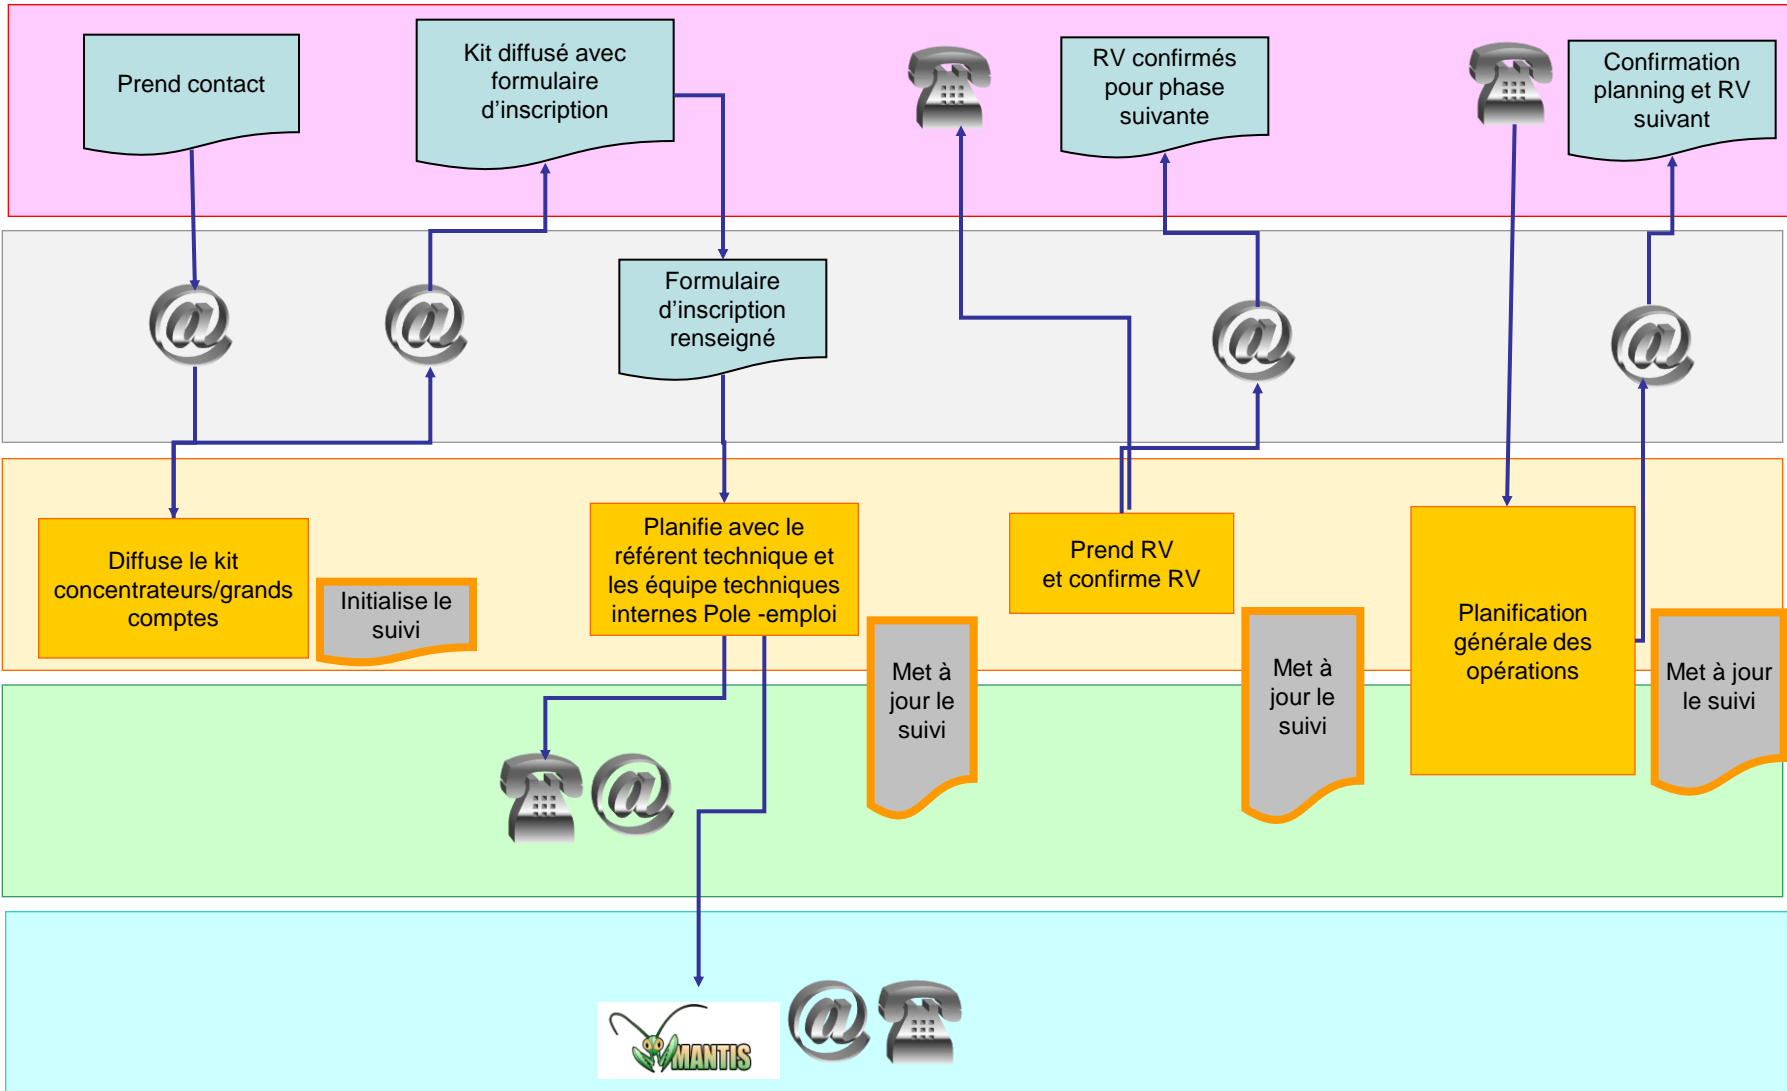 Prend contact
Kit diffusé avec
formulaire
d’inscription
RV confirmés
pour phase
suivante
Confirmation
planning et RV
suivant
Formulaire
d’inscription
renseigné
Diffuse le kit
concentrateurs/grands
comptes
Initialise le
suivi
Planifie avec le
référent technique et
les équipe techniques
internes Pole -emploi
Met à
jour le
suivi
Prend RV
et confirme RV
Met à
jour le
suivi
Planification
générale des
opérations
Met à jour
le suivi
MANTIS